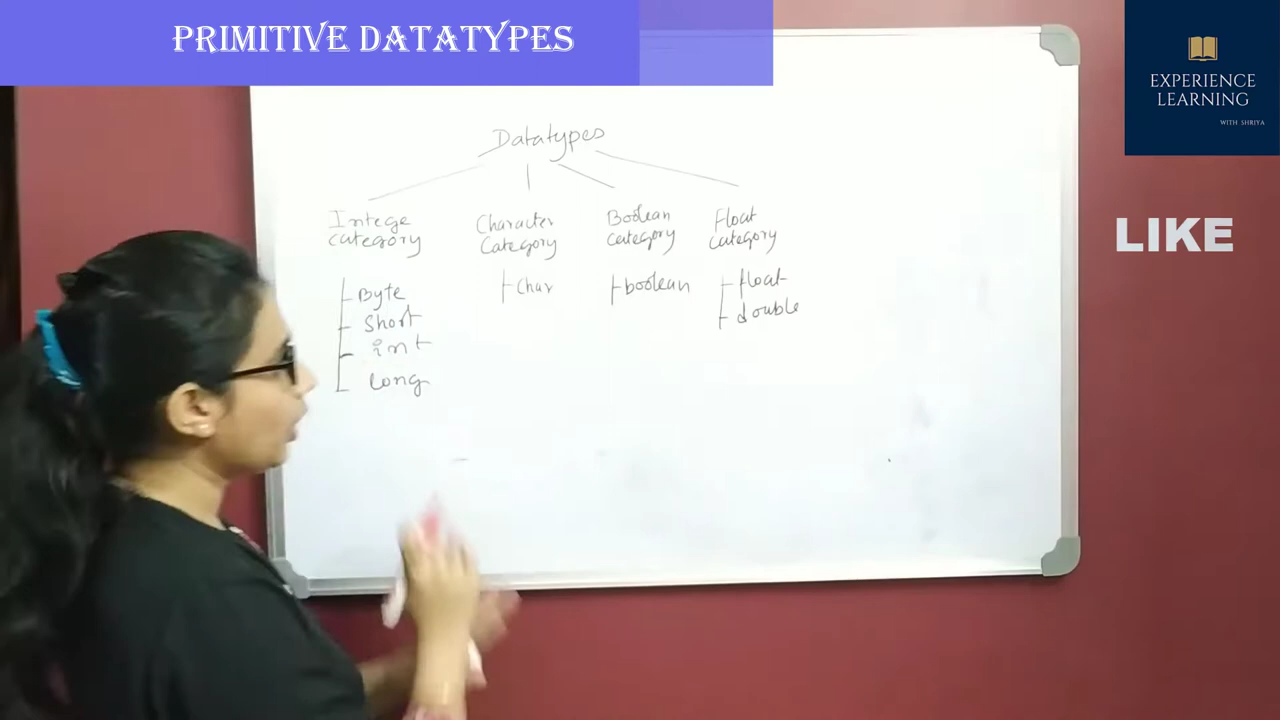 PRIMITIVE DATATYPES
EXPERIENCE
LEARNING
WITH SHRIYA
LIKE
Datatypes
Intege
category
Byte
Short
int
long
Character
Category
Char
Boolean
category
boolean
Float
category
float
double